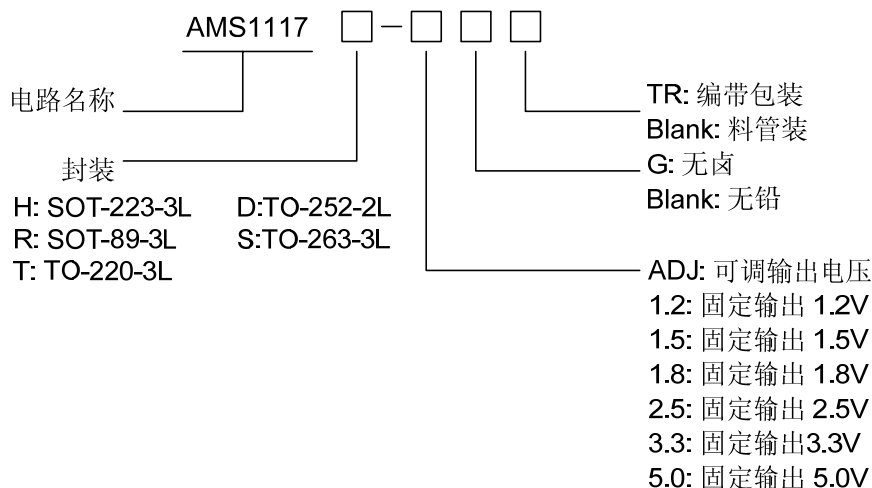 AMS1117 □-□□□
电路名称
封装
H: SOT-223-3L D:TO-252-2L
R: SOT-89-3L S:TO-263-3L
T: TO-220-3L
TR: 编带包装
Blank: 料管装
G: 无卤
Blank: 无铅
ADJ: 可调输出电压
1.2: 固定输出 1.2V
1.5: 固定输出 1.5V
1.8: 固定输出 1.8V
2.5: 固定输出 2.5V
3.3: 固定输出3.3V
5.0: 固定输出 5.0V